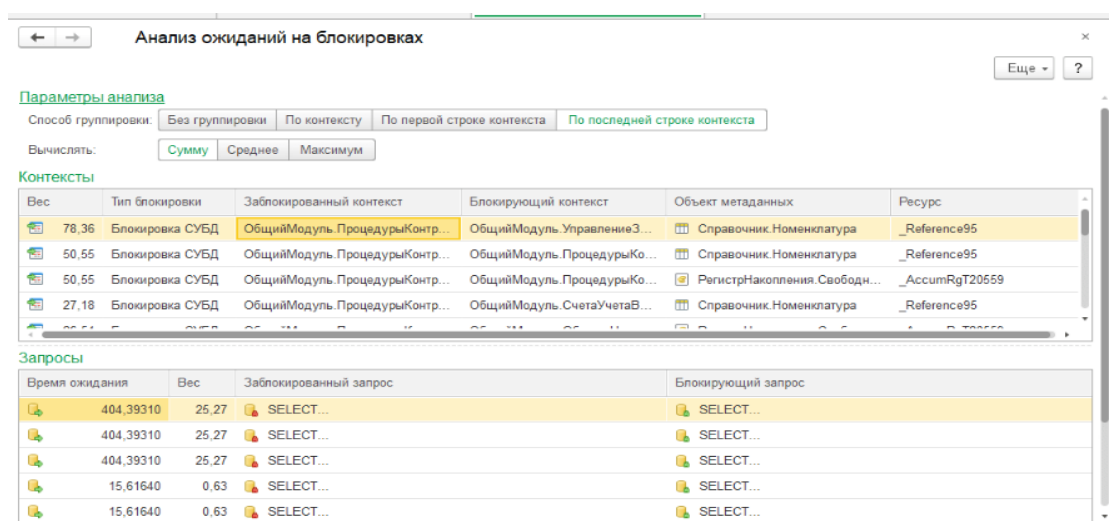 Анализ ожиданий на блокировках
Еще ?
Параметры анализа
Способ группировки: Без группировки По контексту По первой строке контекста По последней строке контекста
Вычислять: Сумму Среднее Максимум
Контексты
Вес Тип блокировки Заблокированный контекст Блокирующий контекст Объект метаданных Ресурс
78,36 Блокировка СУБД ОбщийМодуль.ПроцедурыКонтр... ОбщийМодуль.УправлениеЗ... Справочник.Номенклатура _Reference95
50,55 Блокировка СУБД ОбщийМодуль.ПроцедурыКонтр... ОбщийМодуль.ПроцедурыКо... Справочник.Номенклатура _Reference95
50,55 Блокировка СУБД ОбщийМодуль.ПроцедурыКонтр... ОбщийМодуль.ПроцедурыКо... РегистрНакопления.Свободн... _AccumRgT20559
27,18 Блокировка СУБД ОбщийМодуль.ПроцедурыКонтр... ОбщийМодуль.СчетаУчетаВ... Справочник.Номенклатура _Reference95
Запросы
Время ожидания Вес Заблокированный запрос Блокирующий запрос
404,39310 25,27 SELECT... SELECT...
404,39310 25,27 SELECT... SELECT...
404,39310 25,27 SELECT... SELECT...
15,61640 0,63 SELECT... SELECT...
15,61640 0,63 SELECT... SELECT...